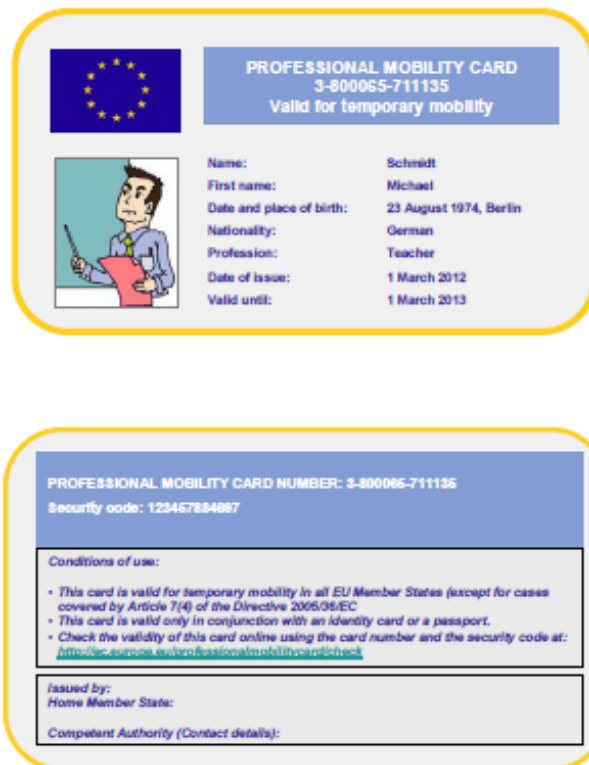 PROFESSIONAL MOBILITY CARD
3-800065-711135
Valid for temporary mobility
Name: Schmidt
First name: Michael
Date and place of birth: 23 August 1974, Berlin
Nationality: German
Profession: Teacher
Date of issue: 1 March 2012
Valid until: 1 March 2013
PROFESSIONAL MOBILITY CARD NUMBER: 3-800065-711135
Security code: 123457884697
Conditions of use:
• This card is valid for temporary mobility in all EU Member States (except for cases
covered by Article 7(4) of the Directive 2005/36/EC
• This card is valid only in conjunction with an identity card or a passport.
• Check the validity of this card online using the card number and the security code at:
http://ec.europa.eu/professionalmobilitycard/check
Issued by:
Home Member State:
Competent Authority (Contact details):